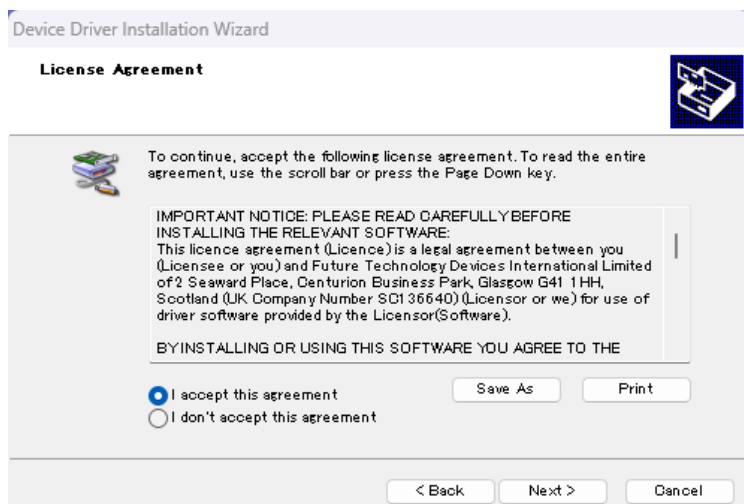 Device Driver Installation Wizard
License Agreement
To continue, accept the following license agreement. To read the entire
agreement, use the scroll bar or press the Page Down key.
IMPORTANT NOTICE: PLEASE READ CAREFULLY BEFORE
INSTALLING THE RELEVANT SOFTWARE:
This licence agreement (Licence) is a legal agreement between you
(Licensee or you) and Future Technology Devices International Limited
of 2 Seaward Place, Centurion Business Park, Glasgow G41 1HH,
Scotland (UK Company Number SC136640) (Licensor or we) for use of
driver software provided by the Licensor(Software).
BY INSTALLING OR USING THIS SOFTWARE YOU AGREE TO THE
I accept this agreement
Save As
Print
I don't accept this agreement
< Back
Next >
Cancel